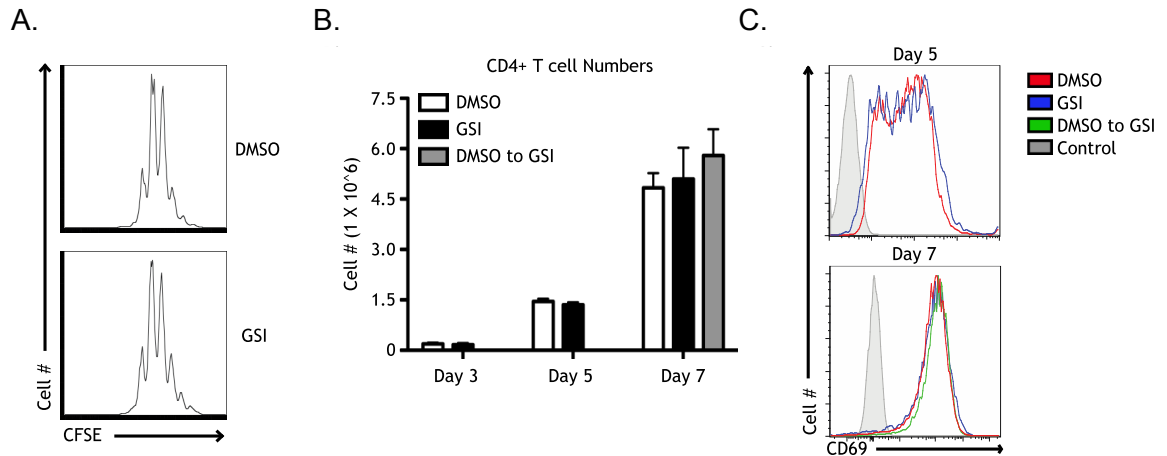 A.
DMSO
GSI
Cell #
CFSE
B.
CD4+ T cell Numbers
DMSO
GSI
DMSO to GSI
Cell # (1 X 10^6)
7.5
6.0
4.5
3.0
1.5
0
Day 3
Day 5
Day 7
C.
Day 5
Day 7
Cell #
CD69
DMSO
GSI
DMSO to GSI
Control